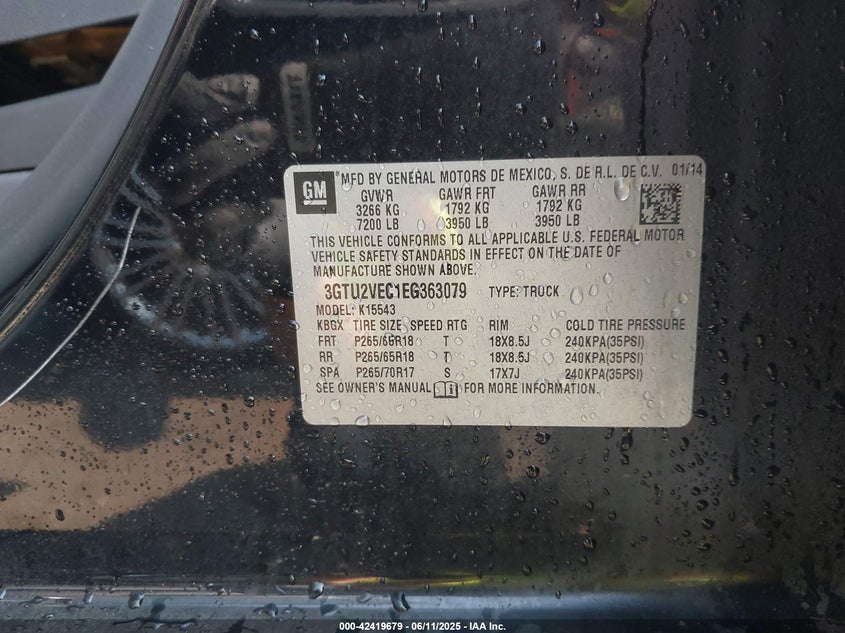 GM
® MFD BY GENERAL MOTORS DE MEXICO, S. DE R.L. DE C.V. 01/14
GVWR GAWR FRT GAWR RR
3266 KG 1792 KG 1792 KG
7200 LB 3950 LB 3950 LB
THIS VEHICLE CONFORMS TO ALL APPLICABLE U.S. FEDERAL MOTOR
VEHICLE SAFETY STANDARDS IN EFFECT ON THE DATE OF
MANUFACTURE SHOWN ABOVE.
3GTU2VEC1EG363079 TYPE: TRUCK
MODEL: K15543
KBGX TIRE SIZE SPEED RTG RIM COLD TIRE PRESSURE
FRT P265/65R18 T 18X8.5J 240KPA(35PSI)
RR P265/65R18 T 18X8.5J 240KPA(35PSI)
SPA P265/70R17 S 17X7J 240KPA(35PSI)
SEE OWNER'S MANUAL FOR MORE INFORMATION.
000-42419679 - 06/11/2025 - IAA Inc.